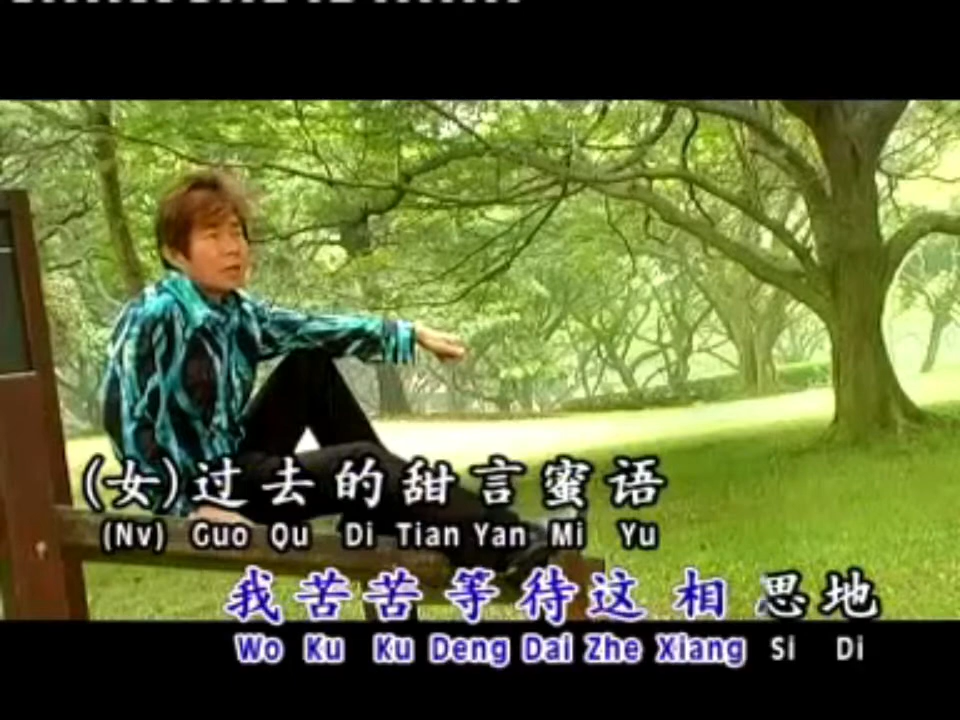 (女)过去的甜言蜜语
(Nv) Guo Qu Di Tian Yan Mi Yu
我苦苦等待这相思地
Wo Ku Ku Deng Dai Zhe Xiang Si Di